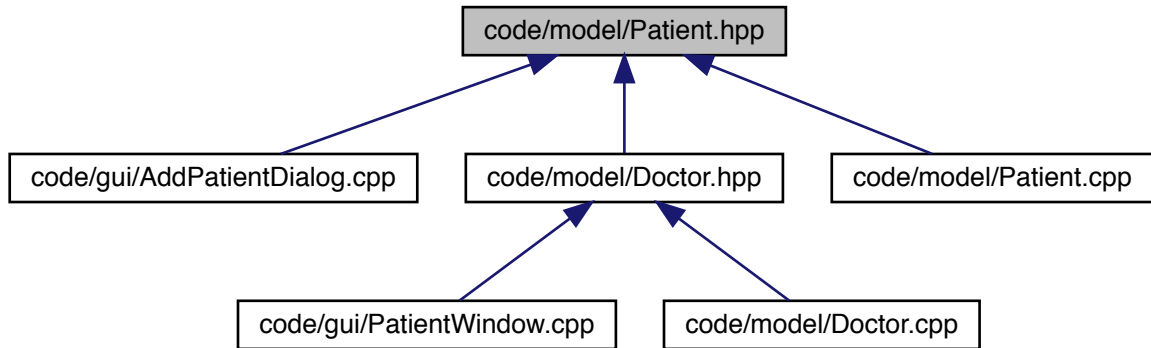 code/model/Patient.hpp
code/gui/AddPatientDialog.cpp
code/model/Doctor.hpp
code/model/Patient.cpp
code/gui/PatientWindow.cpp
code/model/Doctor.cpp